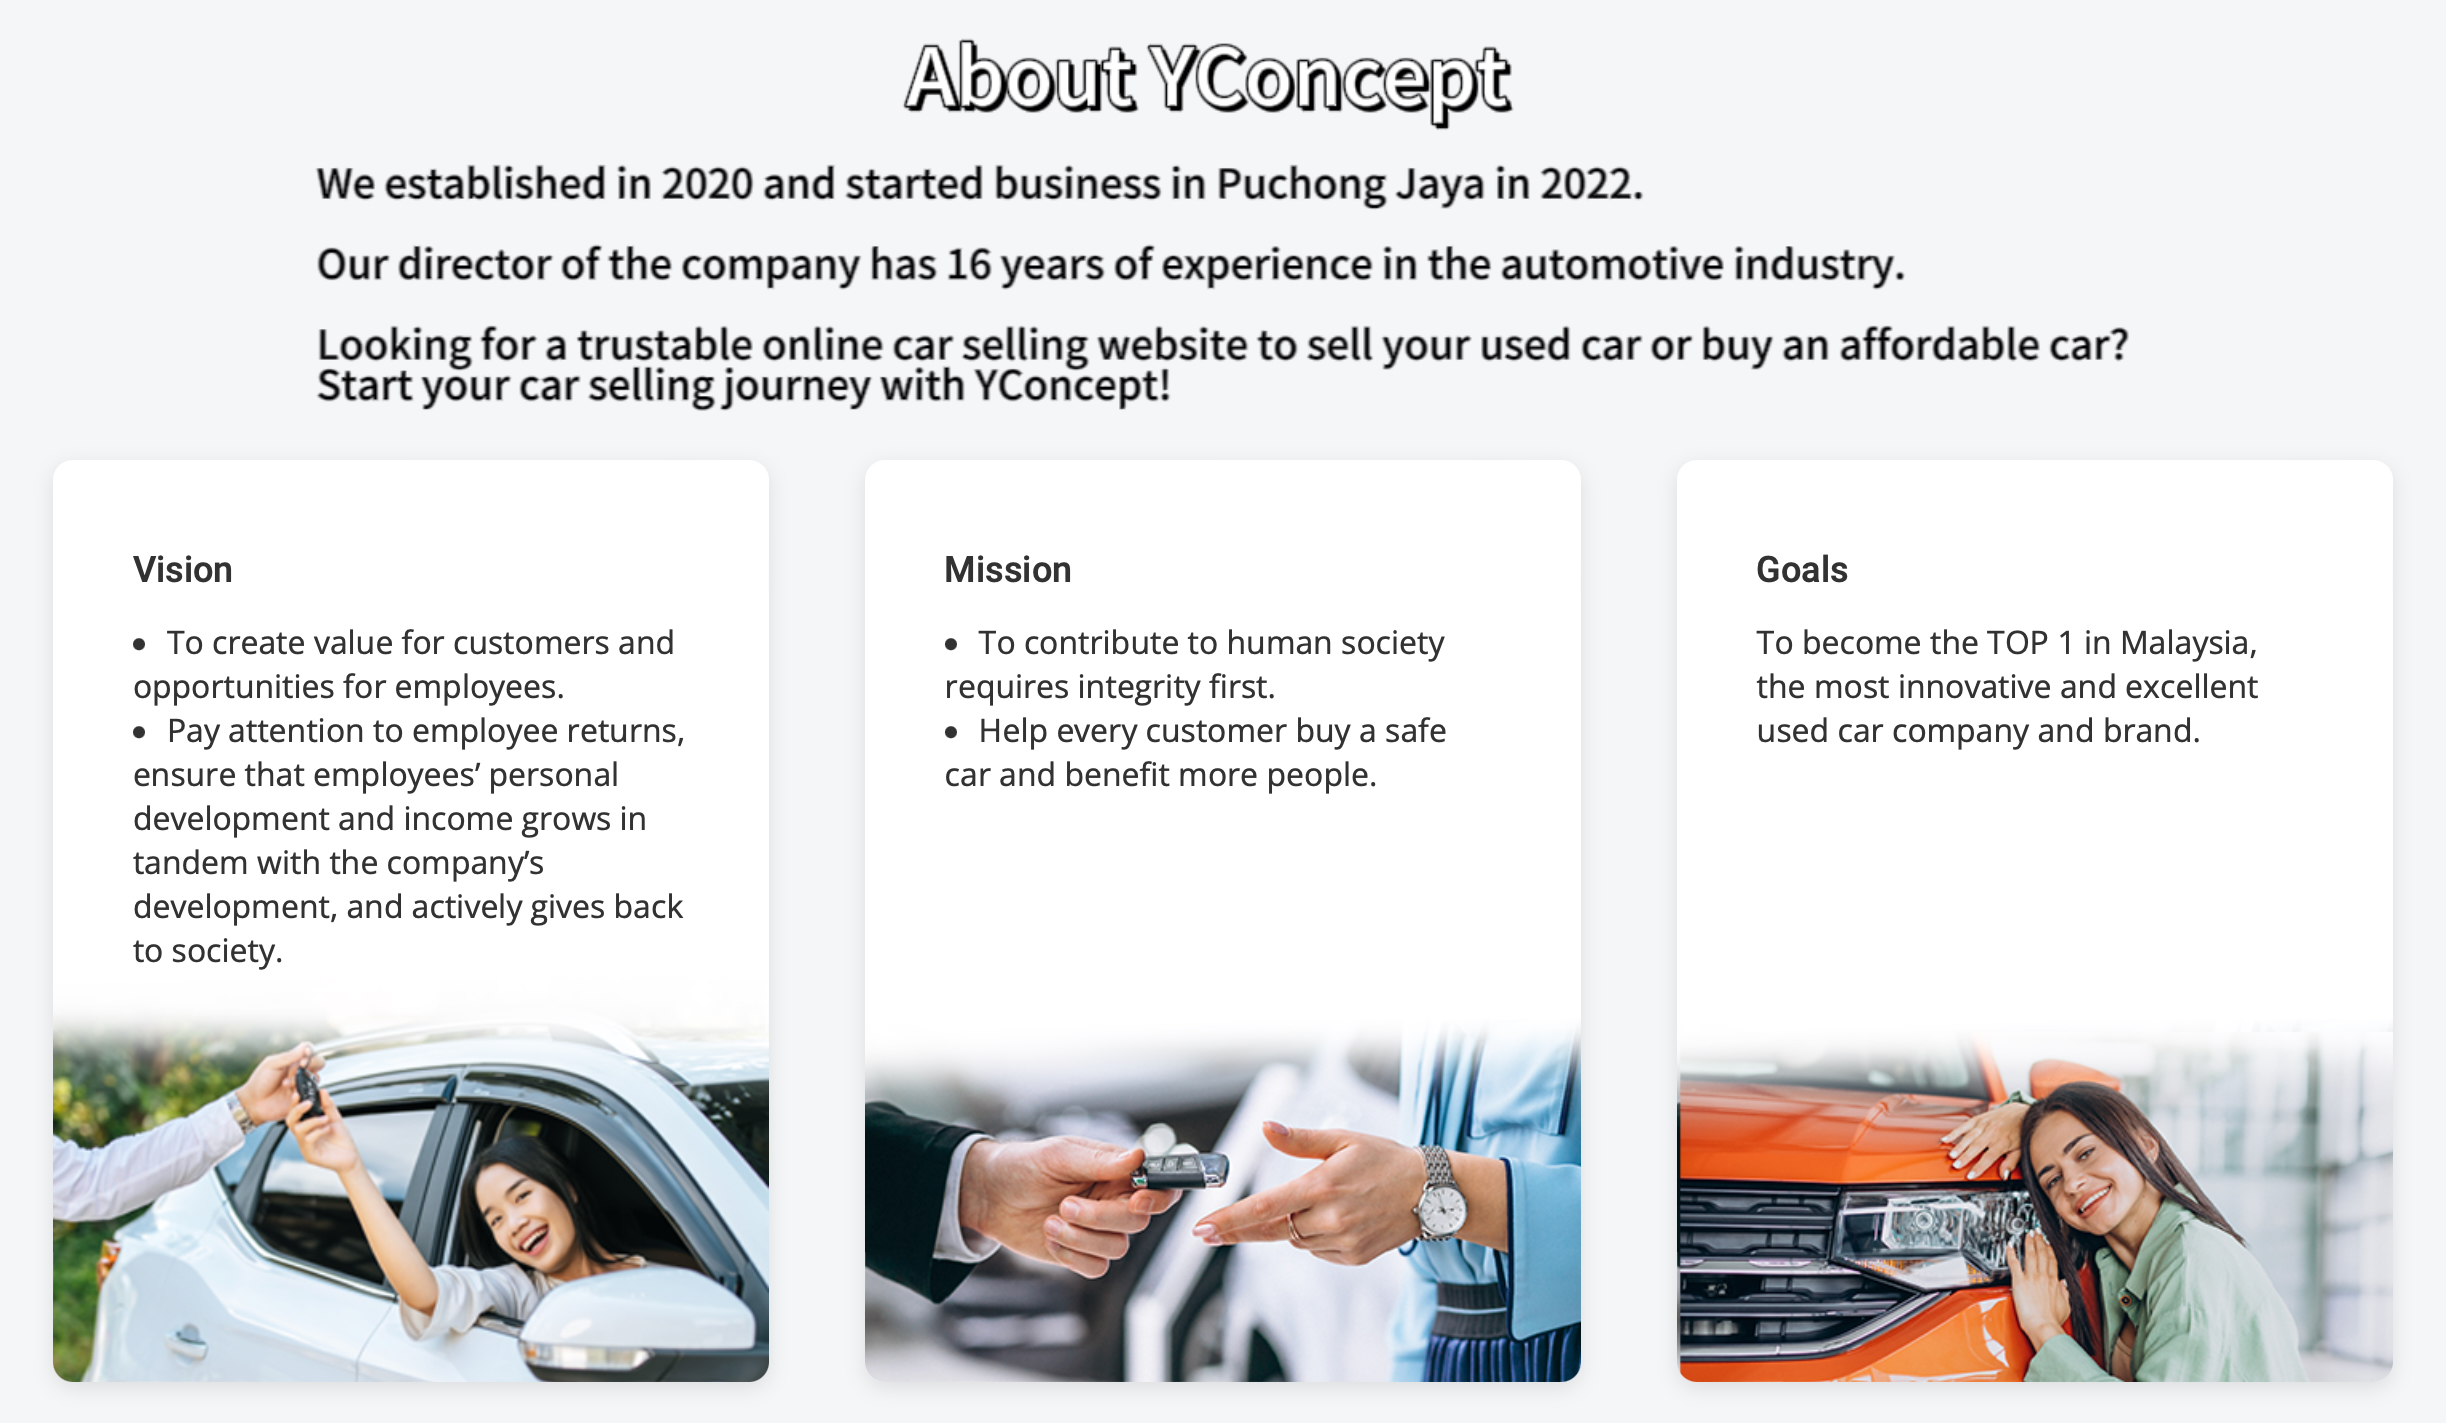 About YConcept
We established in 2020 and started business in Puchong Jaya in 2022.
Our director of the company has 16 years of experience in the automotive industry.
Looking for a trustable online car selling website to sell your used car or buy an affordable car?
Start your car selling journey with YConcept!
Vision
• To create value for customers and
opportunities for employees.
• Pay attention to employee returns,
ensure that employees’ personal
development and income grows in
tandem with the company’s
development, and actively gives back
to society.
Mission
• To contribute to human society
requires integrity first.
• Help every customer buy a safe
car and benefit more people.
Goals
To become the TOP 1 in Malaysia,
the most innovative and excellent
used car company and brand.